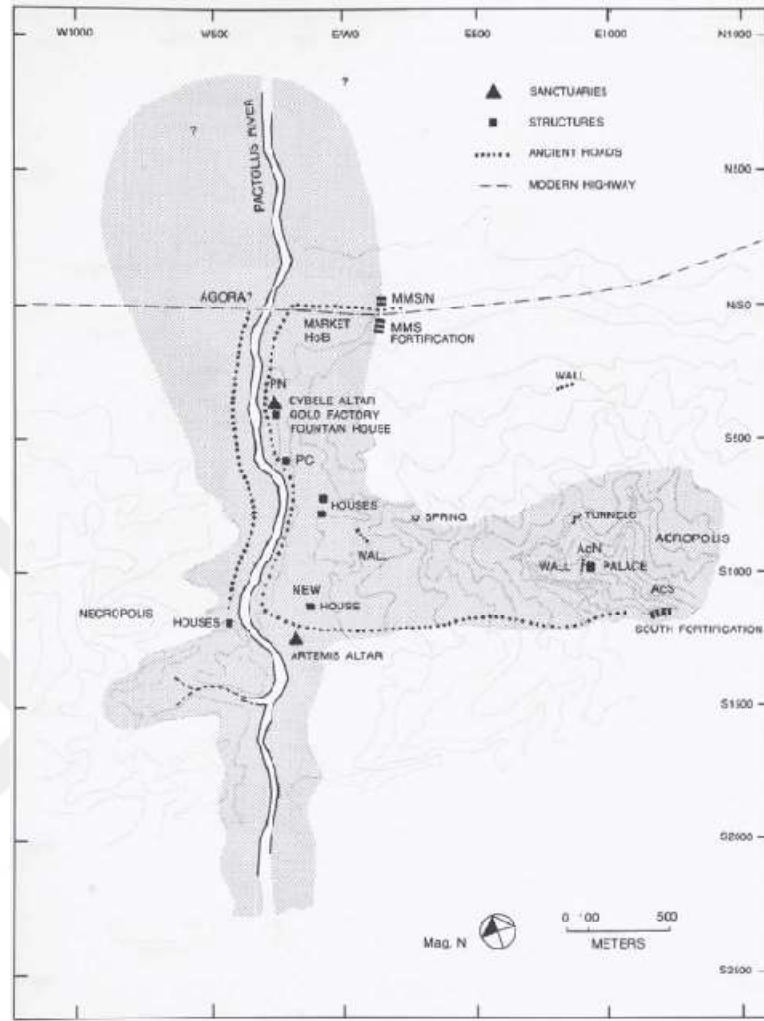 W1000 W500 E/W0 E500 E1000 N1000
?
?
SANCTUARIES
STRUCTURES
ANCIENT ROADS
MODERN HIGHWAY
PACTOLUS RIVER
N500
AGORA?
MMS/N
MARKET
HoB
MMS
FORTIFICATION
WALL
PN
CYBELE ALTAR
GOLD FACTORY
FOUNTAIN HOUSE
S500
PC
HOUSES
SPRING
TUNNELS
WALL
ACROPOLIS
AcN
WALL
PALACE
S1000
NEW
HOUSE
AcS
NECROPOLIS
HOUSES
SOUTH FORTIFICATION
ARTEMIS ALTAR
S1500
S2000
Mag. N
0 100 500
METERS
S2500